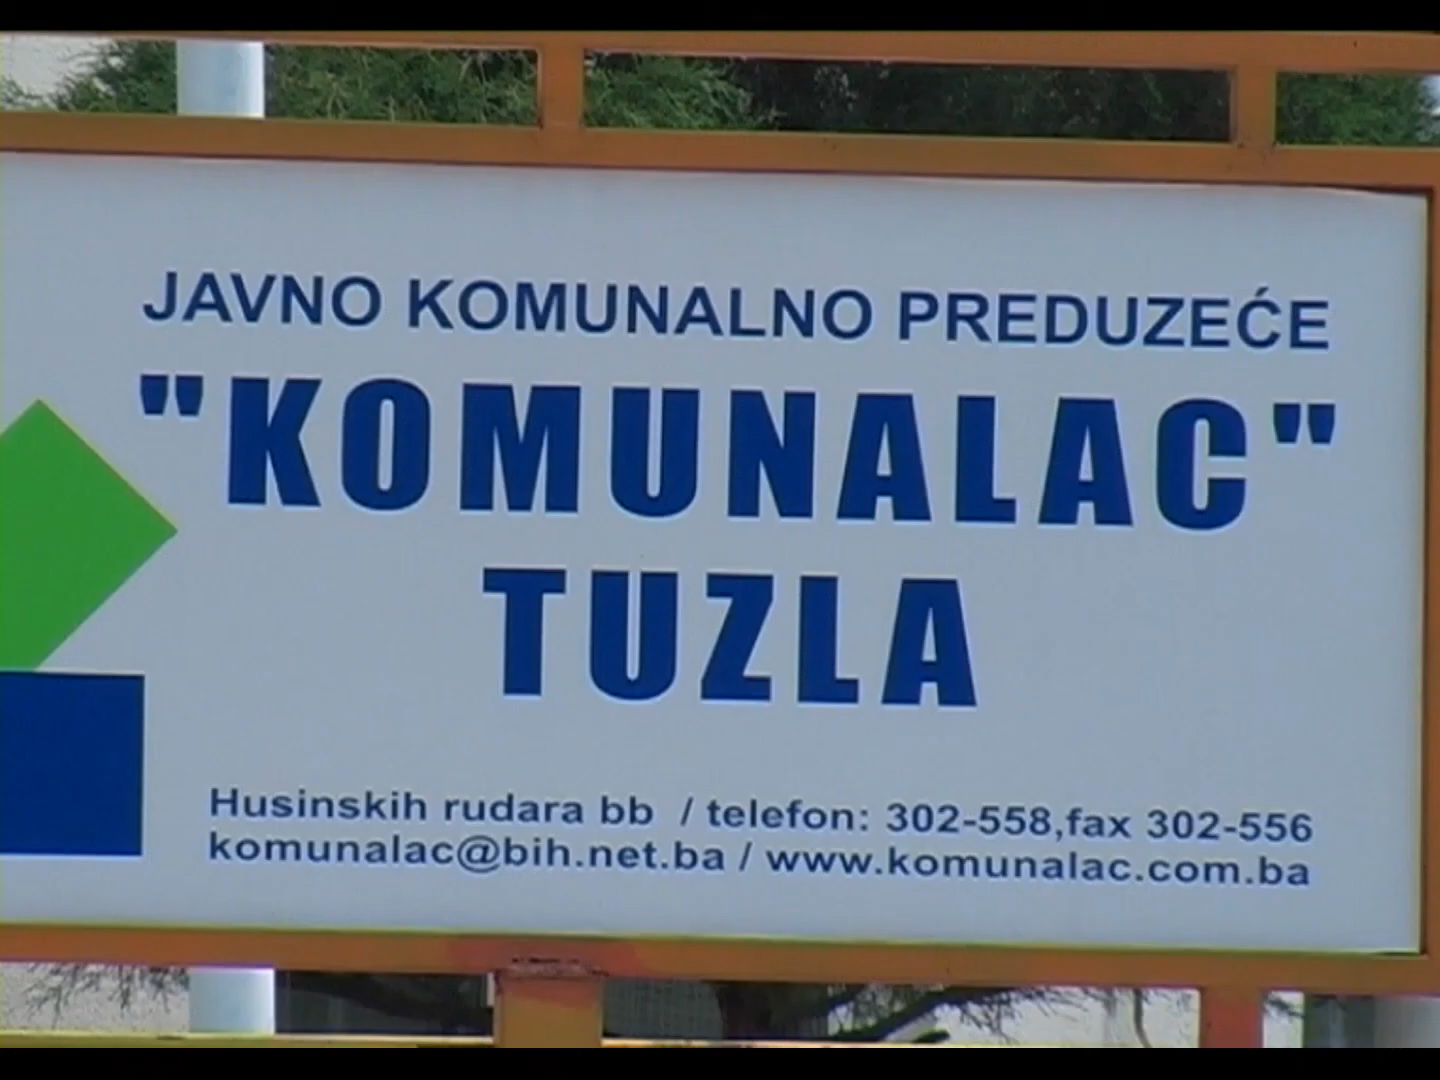 JAVNO KOMUNALNO PREDUZEĆE
"KOMUNALAC"
TUZLA
Husinskih rudara bb / telefon: 302-558,fax 302-556
komunalac@bih.net.ba / www.komunalac.com.ba